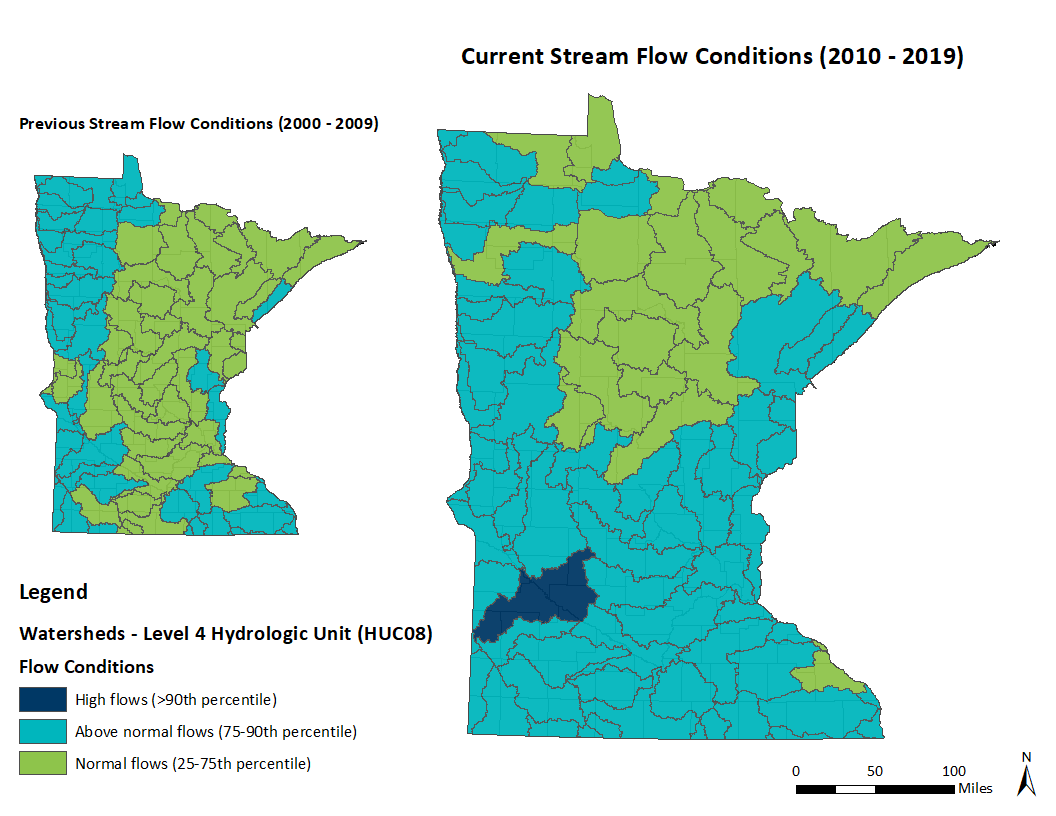 Current Stream Flow Conditions (2010 - 2019)
Previous Stream Flow Conditions (2000 - 2009)
Legend
Watersheds - Level 4 Hydrologic Unit (HUC08)
Flow Conditions
High flows (>90th percentile)
Above normal flows (75-90th percentile)
Normal flows (25-75th percentile)
N
0 50 100
Miles